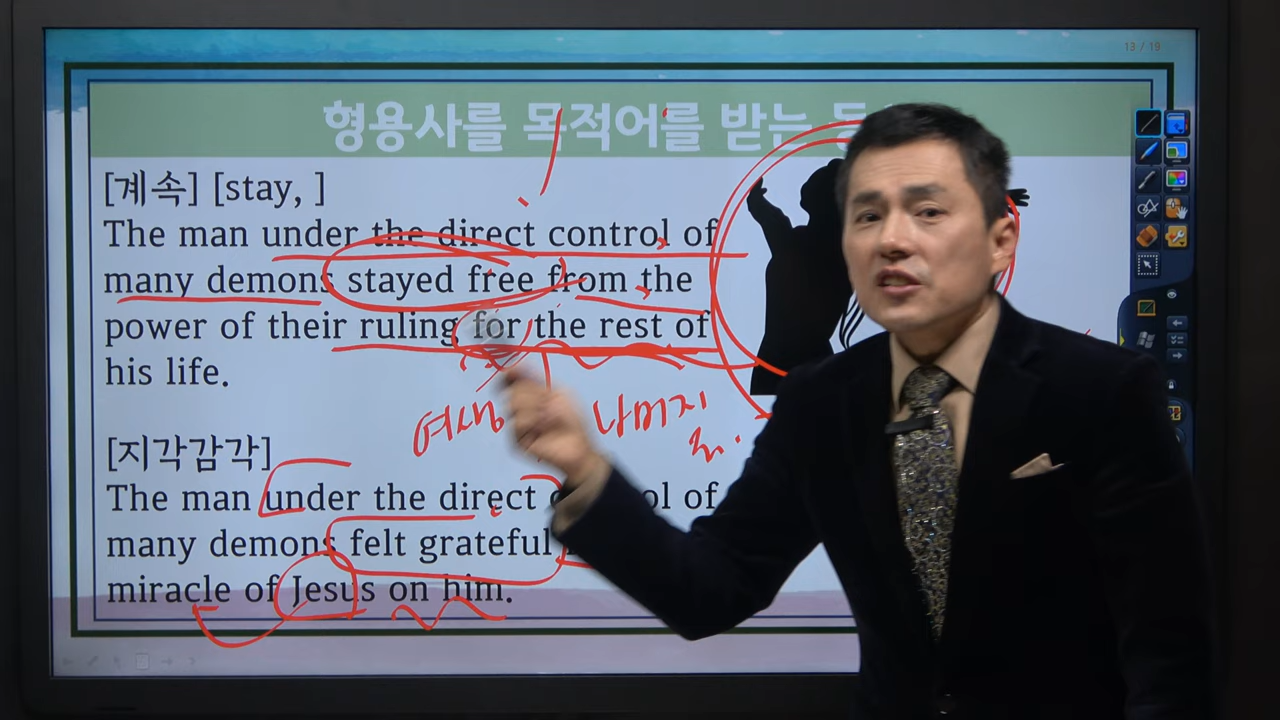 13 / 19
형용사를 목적어를 받는
[계속] [stay, ]
The man under the direct control of
many demons stayed free from the
power of their ruling for the rest of
his life.
여생 나머지
[지각감각]
The man under the direct of
many demons felt grateful
miracle of Jesus on him.